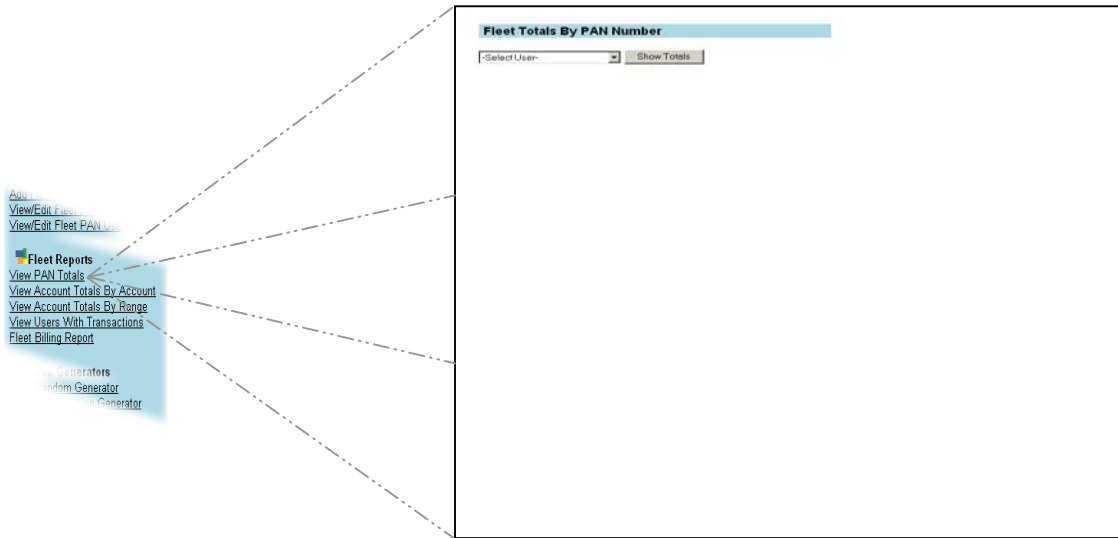 Fleet Totals By PAN Number
-Select User-
Show Totals
View/Edit
View/Edit Fleet PAN
Fleet Reports
View PAN Totals
View Account Totals By Account
View Account Totals By Range
View Users With Transactions
Fleet Billing Report
Generators
Generator
Generator